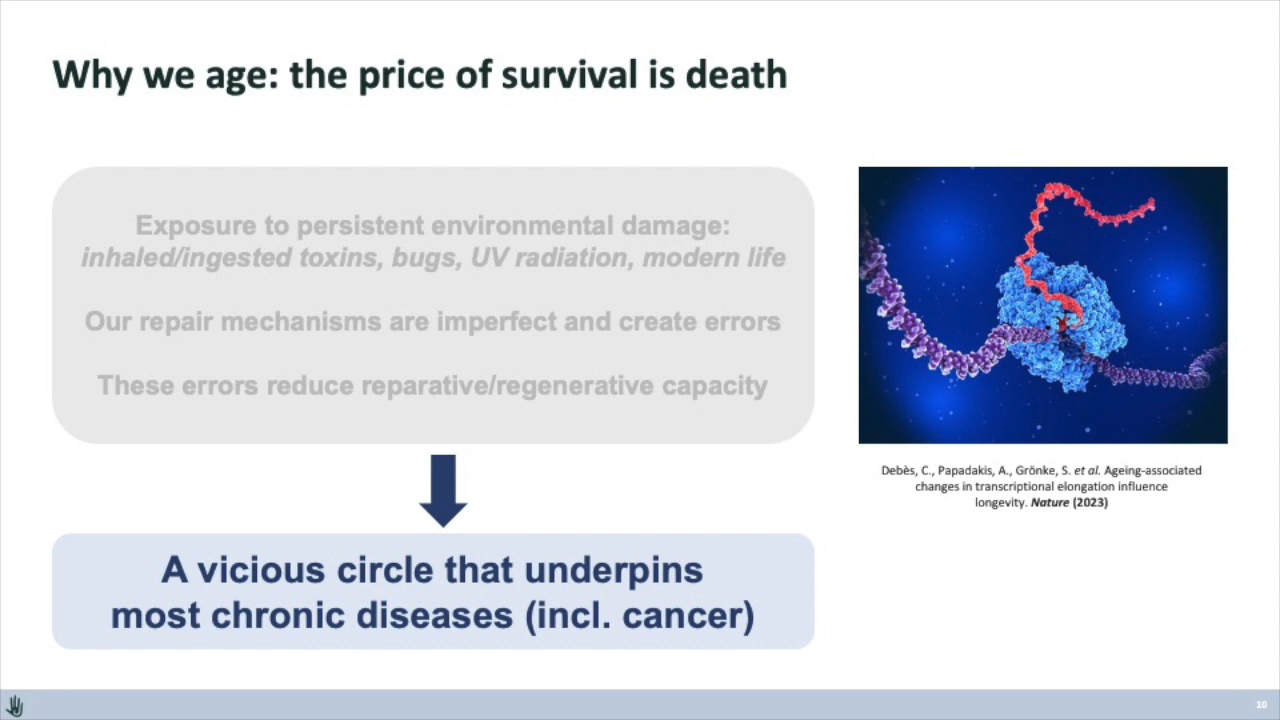 Why we age: the price of survival is death
Exposure to persistent environmental damage:
inhaled/ingested toxins, bugs, UV radiation, modern life
Our repair mechanisms are imperfect and create errors
These errors reduce reparative/regenerative capacity
A vicious circle that underpins
most chronic diseases (incl. cancer)
Debès, C., Papadakis, A., Grönke, S. et al. Ageing-associated
changes in transcriptional elongation influence
longevity. Nature (2023)
10